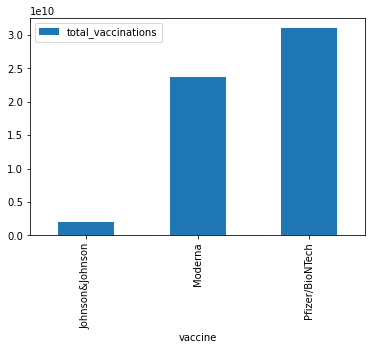 1e10
total_vaccinations
3.0
2.5
2.0
1.5
1.0
0.5
0.0
Johnson&Johnson
Moderna
Pfizer/BioNTech
vaccine